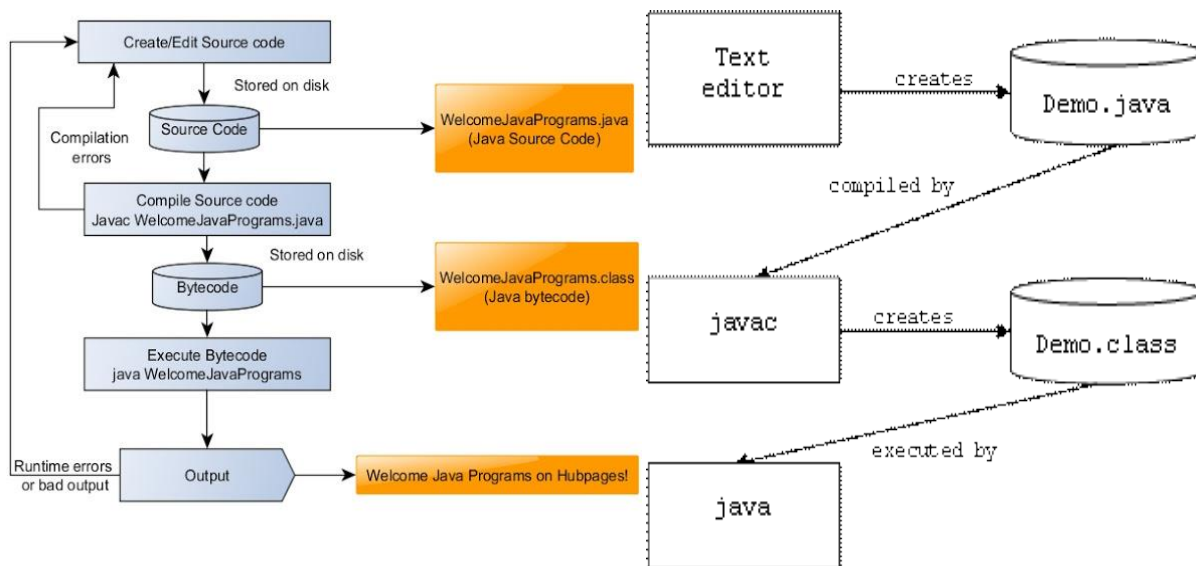 Create/Edit Source code
Stored on disk
Source Code
Compilation
errors
WelcomeJavaPrograms.java
(Java Source Code)
Compile Source code
Javac WelcomeJavaPrograms.java
Stored on disk
Bytecode
WelcomeJavaPrograms.class
(Java bytecode)
Execute Bytecode
java WelcomeJavaPrograms
Runtime errors
or bad output
Output
Welcome Java Programs on Hubpages!
Text
editor
creates
Demo.java
compiled by
javac
creates
Demo.class
executed by
java